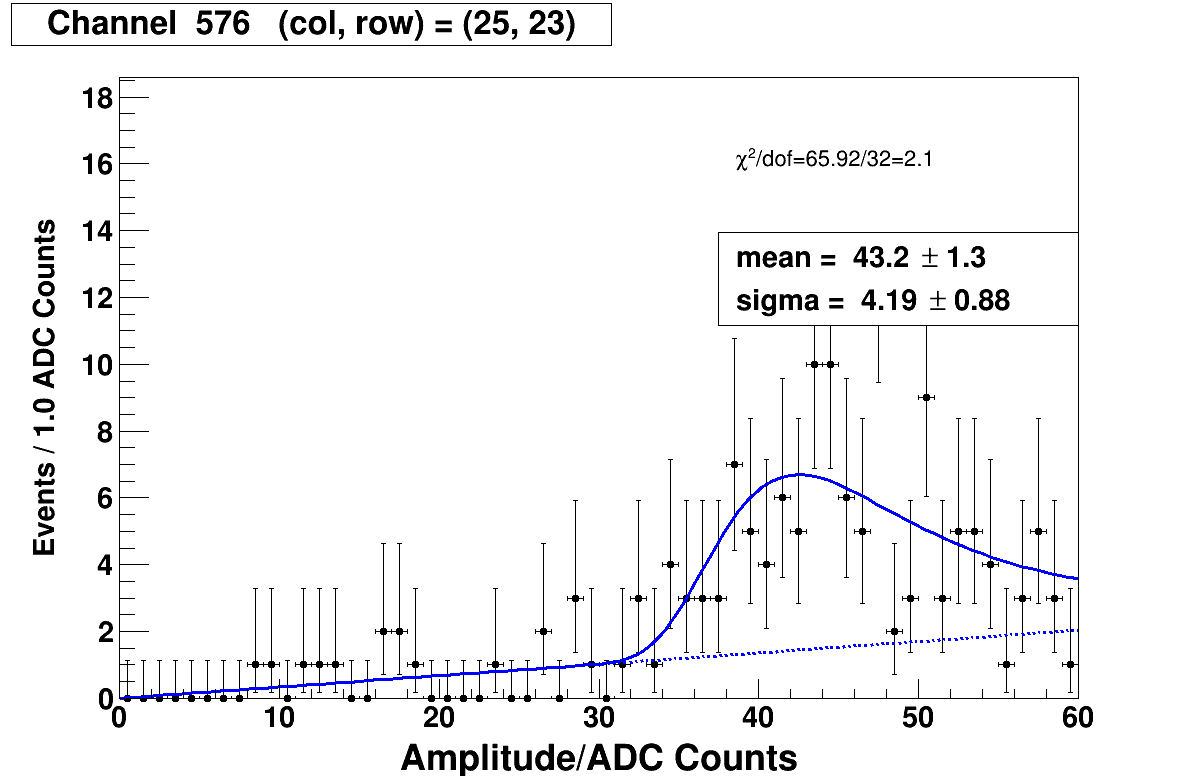 Channel 576 (col, row) = (25, 23)
18
16
14
12
10
8
6
4
2
0
χ²/dof=65.92/32=2.1
mean = 43.2 ± 1.3
sigma = 4.19 ± 0.88
Events / 1.0 ADC Counts
0 10 20 30 40 50 60
Amplitude/ADC Counts